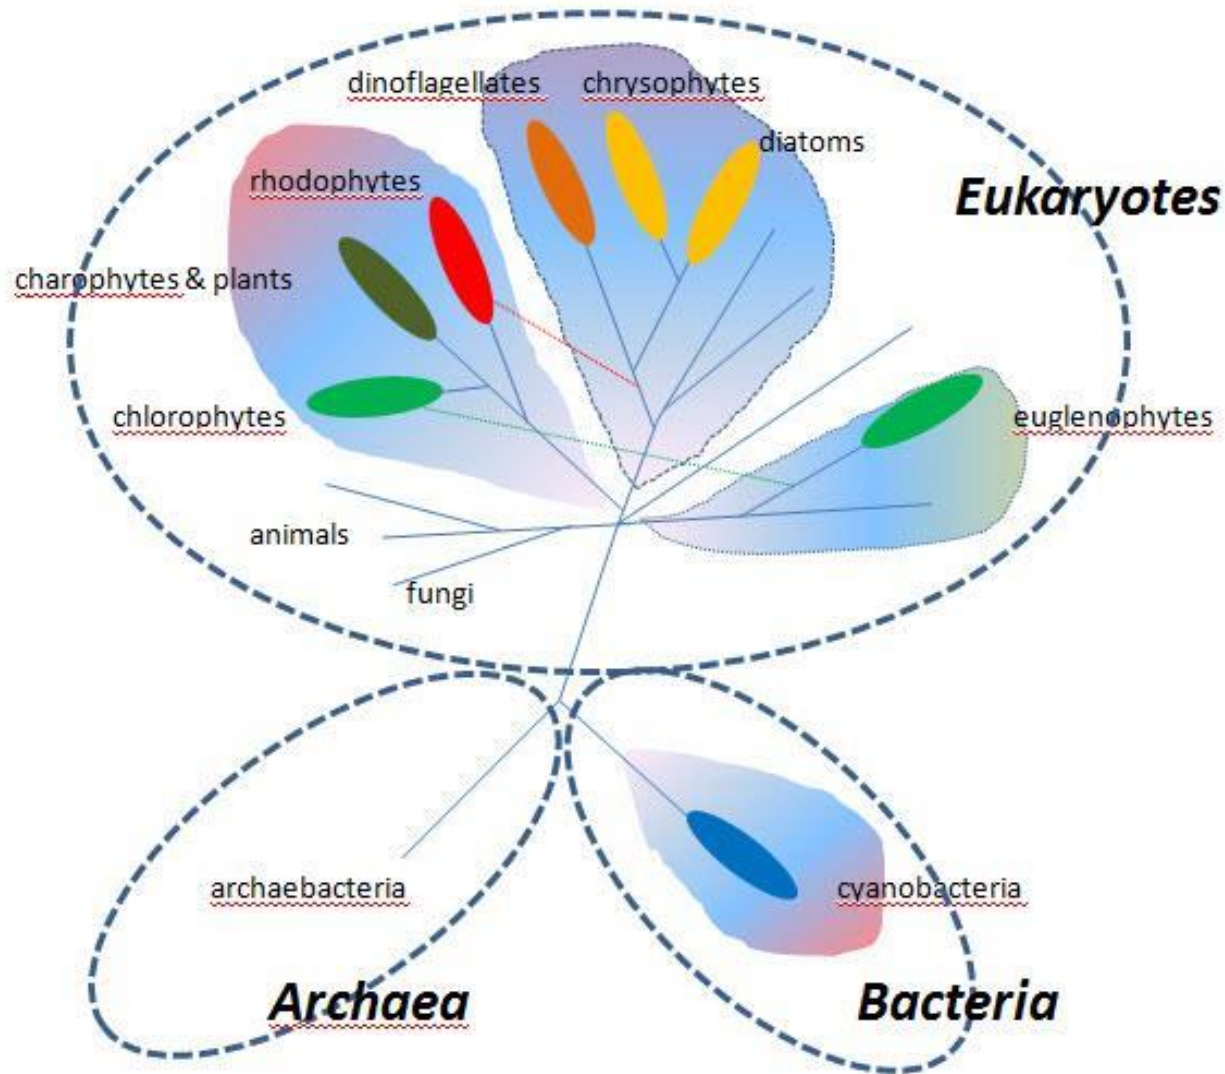 dinoflagellates
chrysophytes
diatoms
rhodophytes
Eukaryotes
charophytes & plants
chlorophytes
euglenophytes
animals
fungi
archaebacteria
cyanobacteria
Archaea
Bacteria